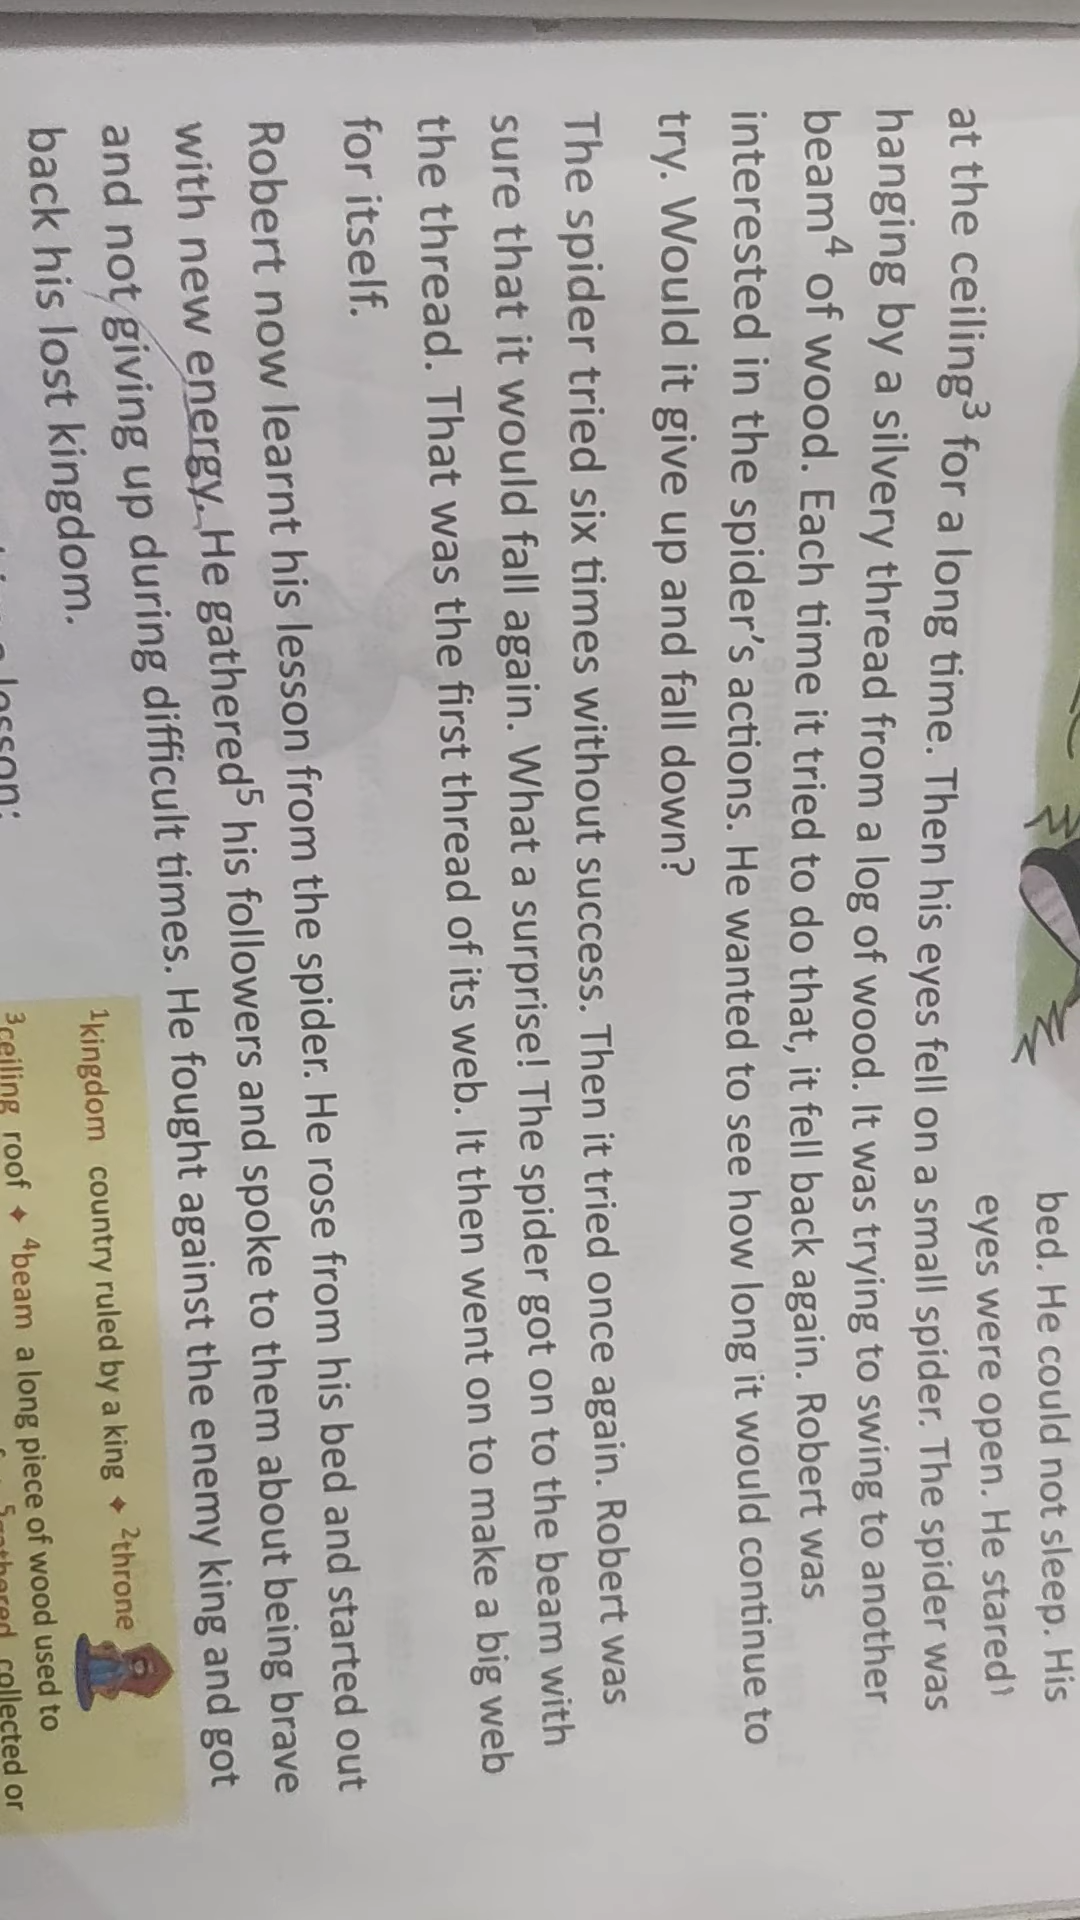 bed. He could not sleep. His
eyes were open. He stared
at the ceiling³ for a long time. Then his eyes fell on a small spider. The spider was
hanging by a silvery thread from a log of wood. It was trying to swing to another
beam⁴ of wood. Each time it tried to do that, it fell back again. Robert was
interested in the spider's actions. He wanted to see how long it would continue to
try. Would it give up and fall down?
The spider tried six times without success. Then it tried once again. Robert was
sure that it would fall again. What a surprise! The spider got on to the beam with
the thread. That was the first thread of its web. It then went on to make a big web
for itself.
Robert now learnt his lesson from the spider. He rose from his bed and started out
with new energy. He gathered⁵ his followers and spoke to them about being brave
and not giving up during difficult times. He fought against the enemy king and got
back his lost kingdom.
lesson:
¹kingdom country ruled by a king ♦ ²throne
³ceiling roof ♦ ⁴beam a long piece of wood used to
⁵gathered collected or